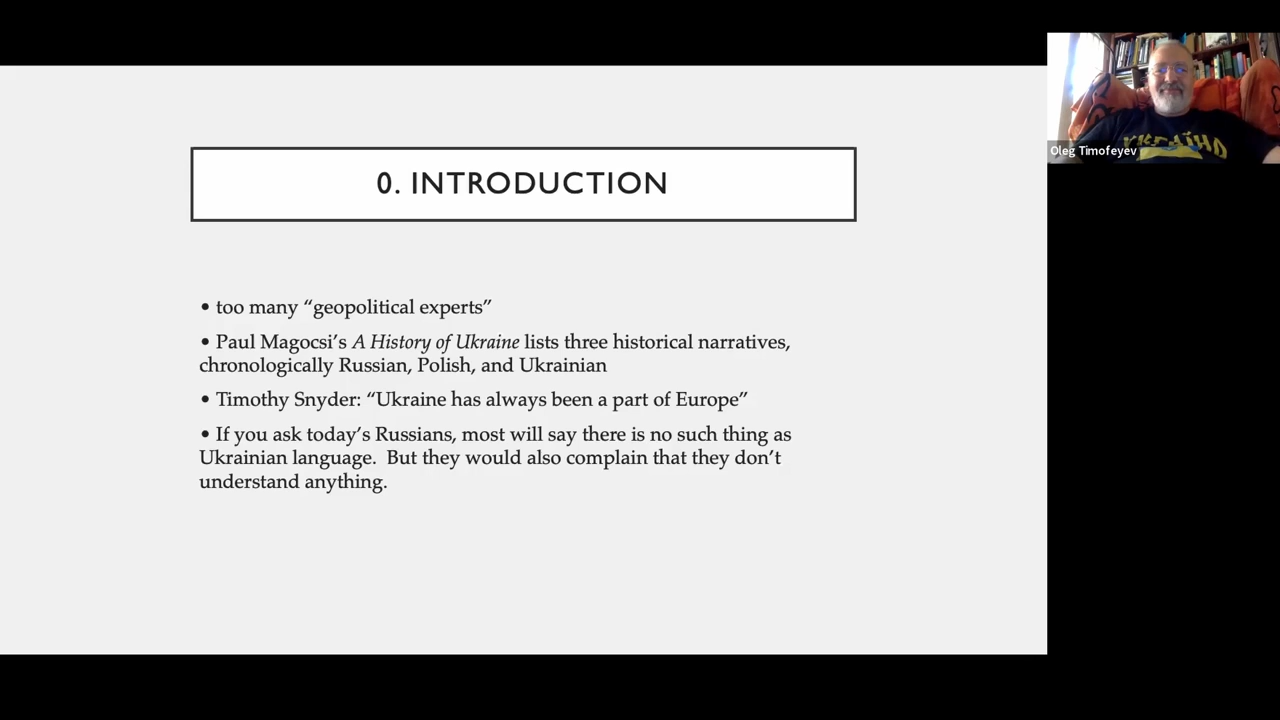 0. INTRODUCTION
• too many “geopolitical experts”
• Paul Magocsi’s A History of Ukraine lists three historical narratives,
chronologically Russian, Polish, and Ukrainian
• Timothy Snyder: “Ukraine has always been a part of Europe”
• If you ask today’s Russians, most will say there is no such thing as
Ukrainian language.  But they would also complain that they don’t
understand anything.
Oleg Timofeyev